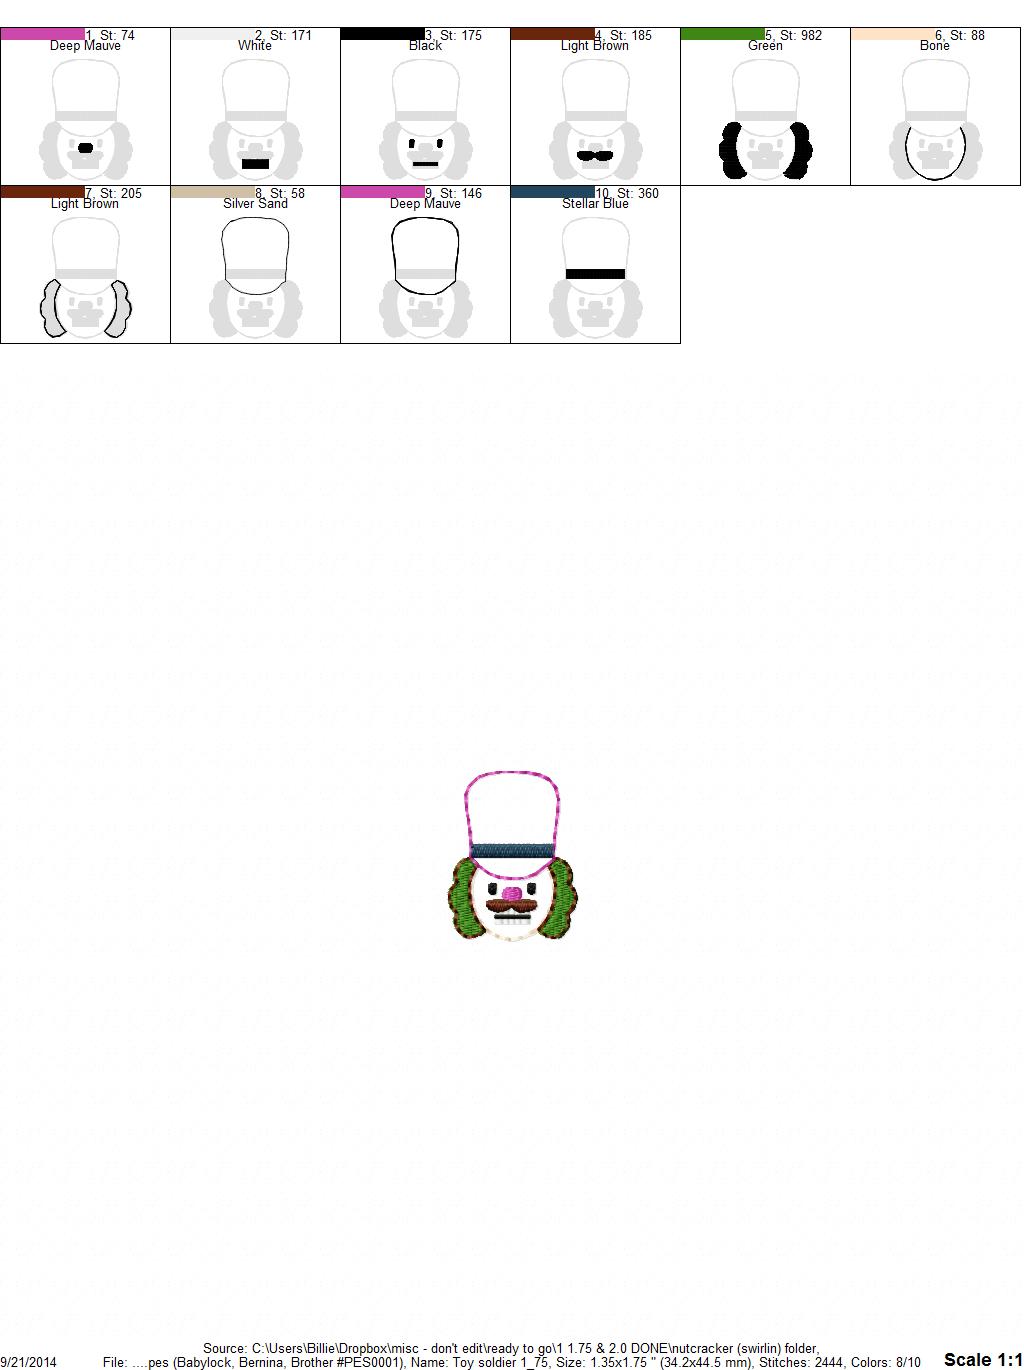 1, St: 74 2, St: 171 3, St: 175 4, St: 185 5, St: 982 6, St: 88
Deep Mauve White Black Light Brown Green Bone
7, St: 205 8, St: 58 9, St: 146 10, St: 360
Light Brown Silver Sand Deep Mauve Stellar Blue
Source: C:\Users\Billie\Dropbox\misc - don't edit\ready to go\1 1.75 & 2.0 DONE\nutcracker (swirlin) folder,
9/21/2014 File: ....pes (Babylock, Bernina, Brother #PES0001), Name: Toy soldier 1_75, Size: 1.35x1.75 " (34.2x44.5 mm), Stitches: 2444, Colors: 8/10 Scale 1:1